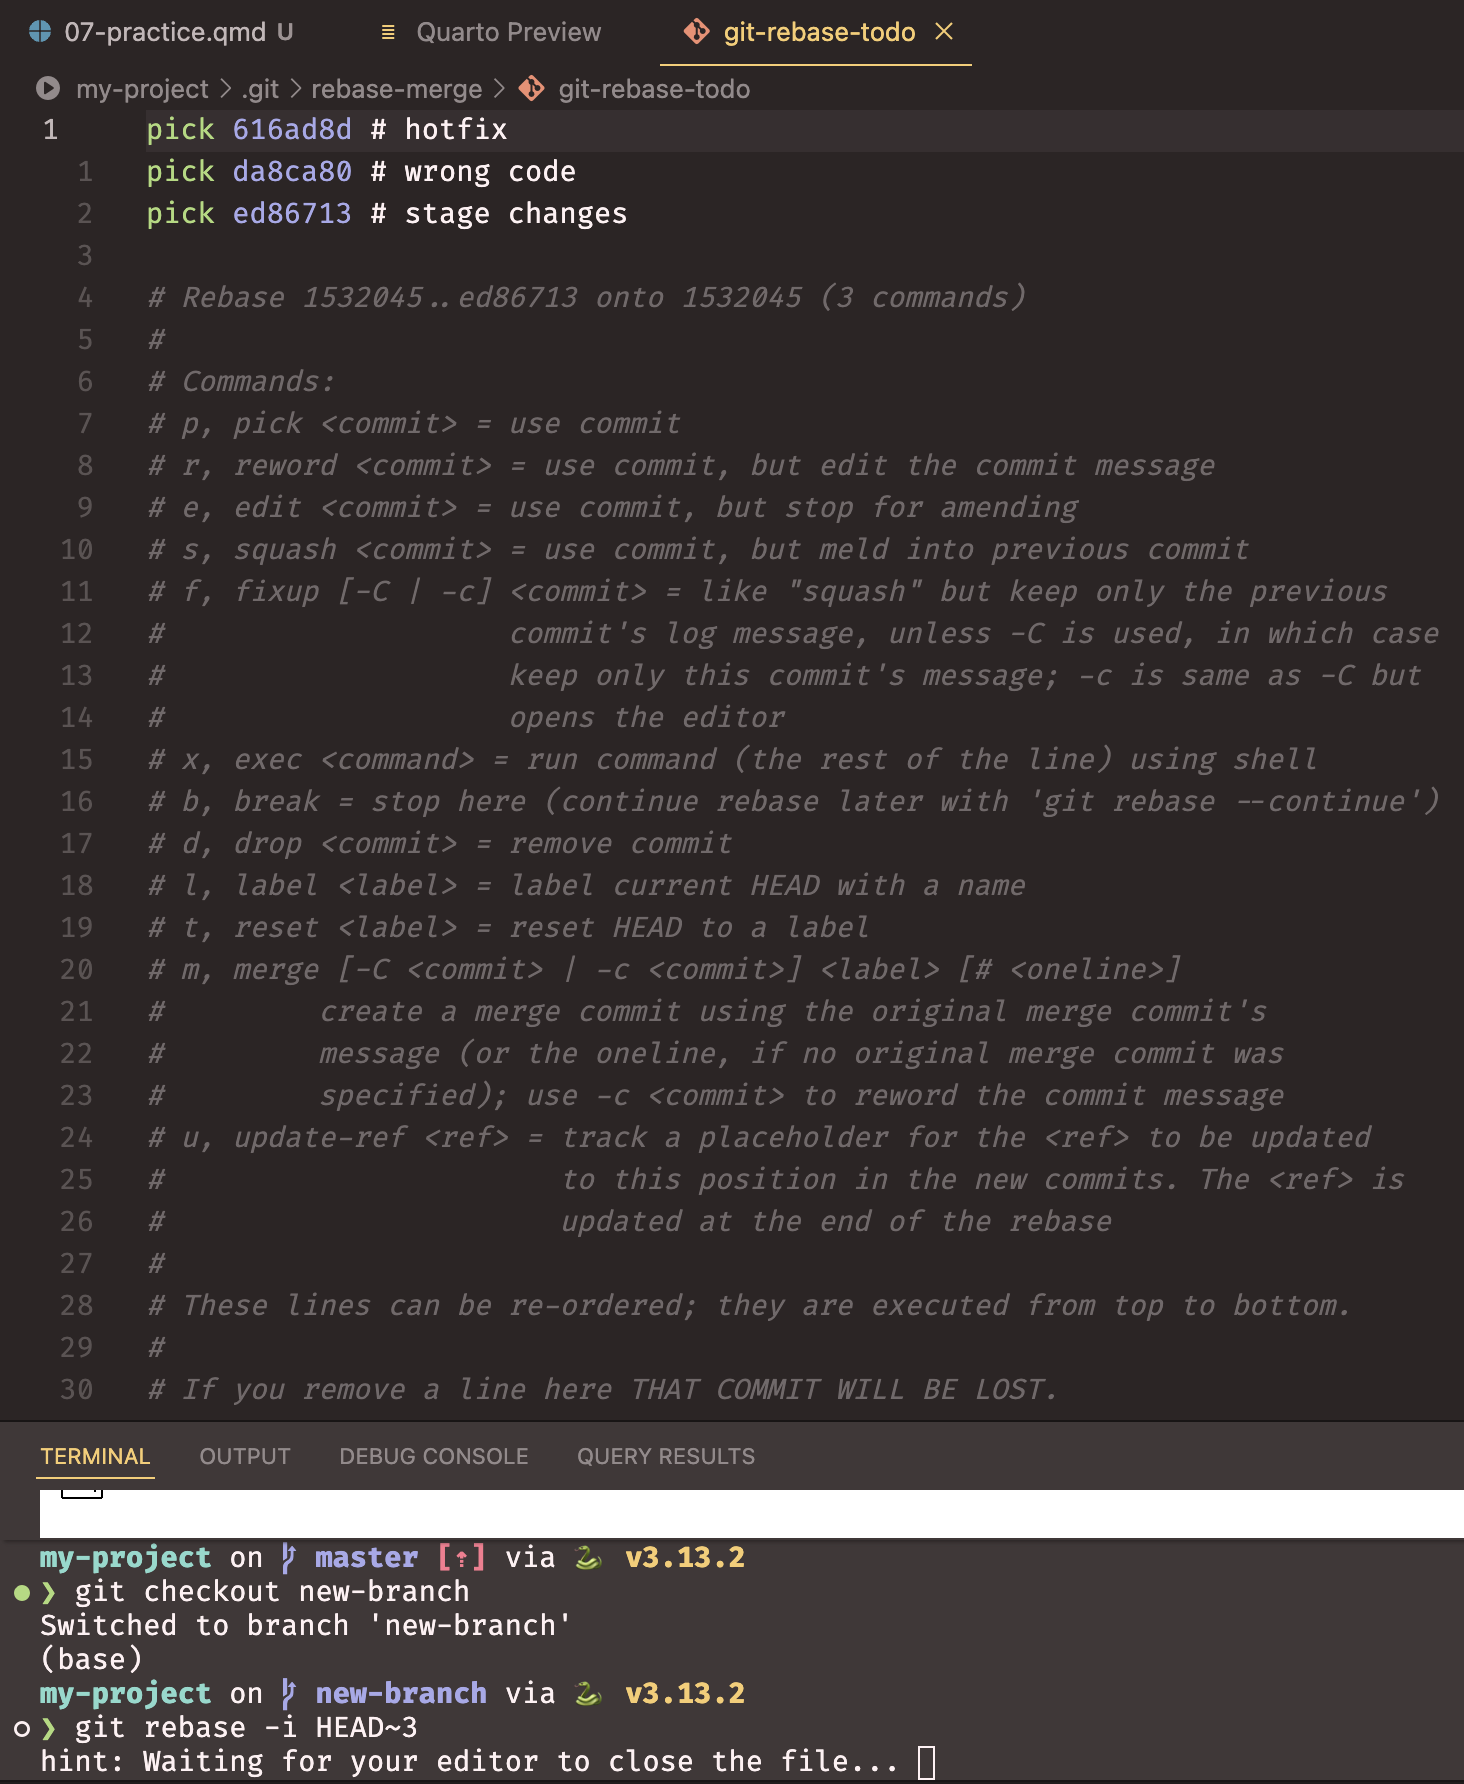 07-practice.qmd U
Quarto Preview
git-rebase-todo
my-project > .git > rebase-merge > git-rebase-todo
1 pick 616ad8d # hotfix
1 pick da8ca80 # wrong code
2 pick ed86713 # stage changes
3
4 # Rebase 1532045..ed86713 onto 1532045 (3 commands)
5 #
6 # Commands:
7 # p, pick <commit> = use commit
8 # r, reword <commit> = use commit, but edit the commit message
9 # e, edit <commit> = use commit, but stop for amending
10 # s, squash <commit> = use commit, but meld into previous commit
11 # f, fixup [-C | -c] <commit> = like "squash" but keep only the previous
12 # commit's log message, unless -C is used, in which case
13 # keep only this commit's message; -c is same as -C but
14 # opens the editor
15 # x, exec <command> = run command (the rest of the line) using shell
16 # b, break = stop here (continue rebase later with 'git rebase --continue')
17 # d, drop <commit> = remove commit
18 # l, label <label> = label current HEAD with a name
19 # t, reset <label> = reset HEAD to a label
20 # m, merge [-C <commit> | -c <commit>] <label> [# <oneline>]
21 # create a merge commit using the original merge commit's
22 # message (or the oneline, if no original merge commit was
23 # specified); use -c <commit> to reword the commit message
24 # u, update-ref <ref> = track a placeholder for the <ref> to be updated
25 # to this position in the new commits. The <ref> is
26 # updated at the end of the rebase
27 #
28 # These lines can be re-ordered; they are executed from top to bottom.
29 #
30 # If you remove a line here THAT COMMIT WILL BE LOST.
TERMINAL OUTPUT DEBUG CONSOLE QUERY RESULTS
my-project on master [⇡] via 🐍 v3.13.2
❯ git checkout new-branch
Switched to branch 'new-branch'
(base)
my-project on new-branch via 🐍 v3.13.2
❯ git rebase -i HEAD~3
hint: Waiting for your editor to close the file...